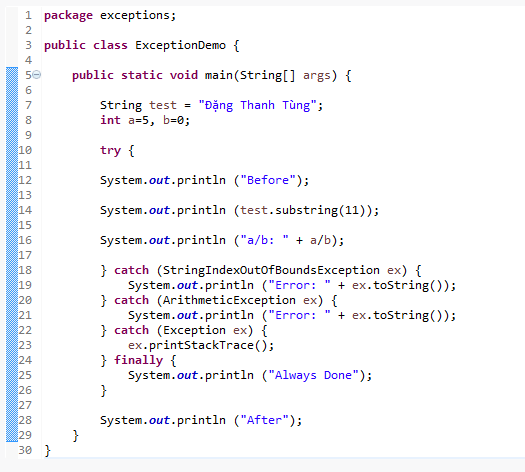 1 package exceptions;
2
3 public class ExceptionDemo {
4
5 public static void main(String[] args) {
6
7 String test = "Đặng Thanh Tùng";
8 int a=5, b=0;
9
10 try {
11
12 System.out.println ("Before");
13
14 System.out.println (test.substring(11));
15
16 System.out.println ("a/b: " + a/b);
17
18 } catch (StringIndexOutOfBoundsException ex) {
19 System.out.println ("Error: " + ex.toString());
20 } catch (ArithmeticException ex) {
21 System.out.println ("Error: " + ex.toString());
22 } catch (Exception ex) {
23 ex.printStackTrace();
24 } finally {
25 System.out.println ("Always Done");
26 }
27
28 System.out.println ("After");
29 }
30 }